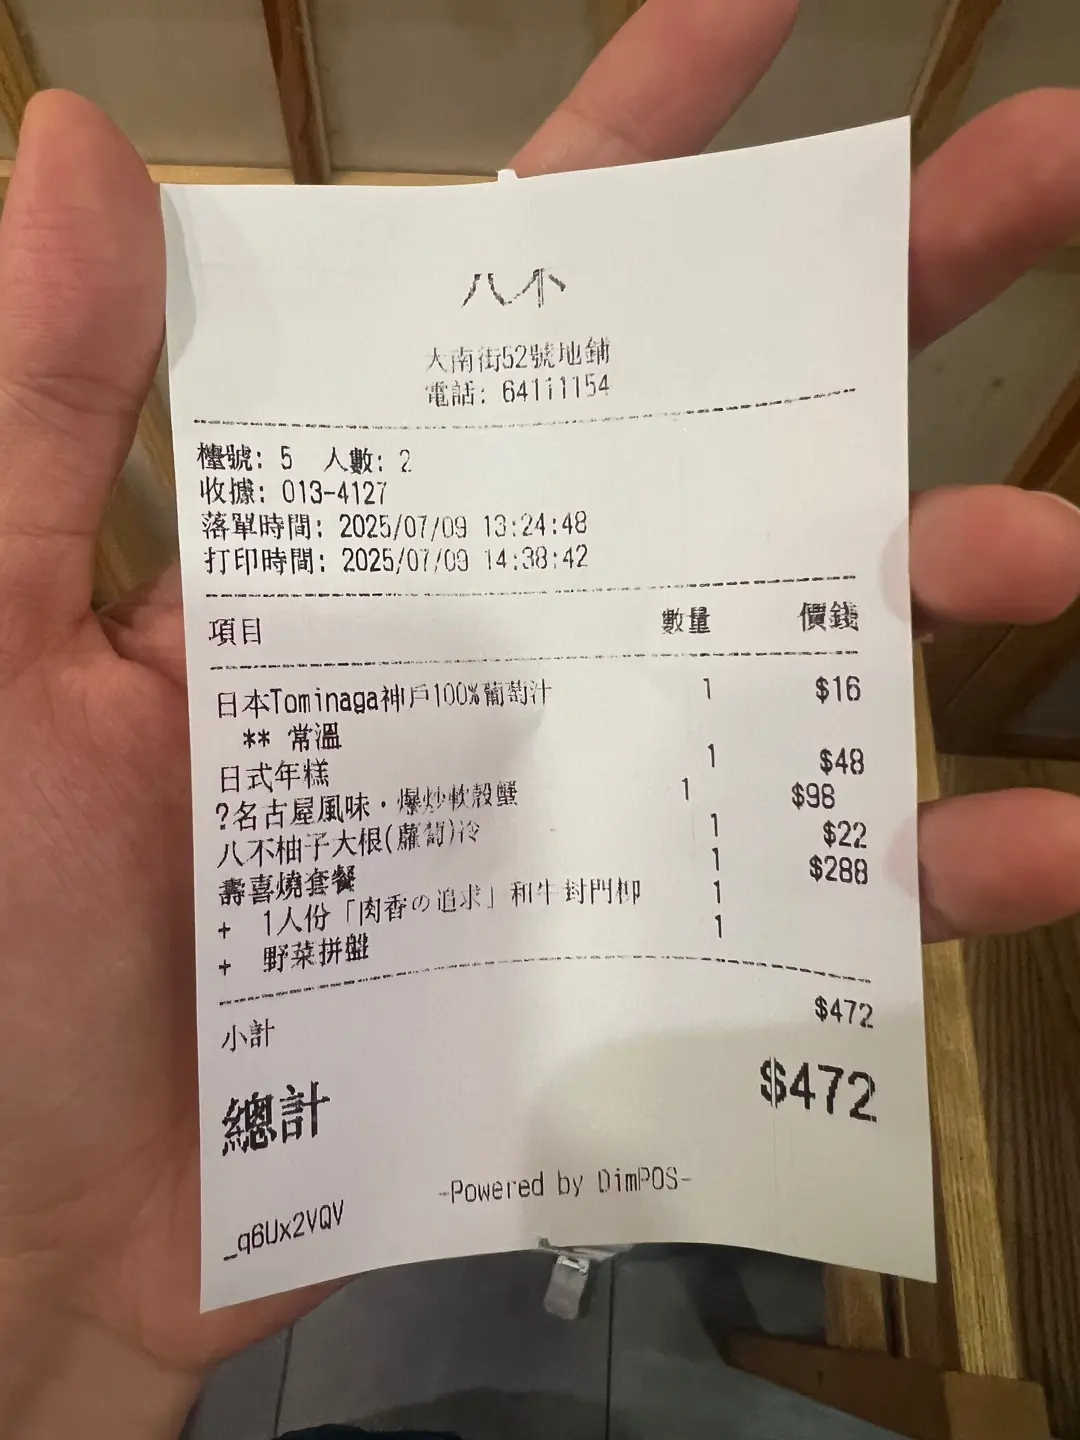 八不
大南街52號地鋪
電話: 64111154
檯號: 5 人數: 2
收據: 013-4127
落單時間: 2025/07/09 13:24:48
打印時間: 2025/07/09 14:38:42
項目 數量 價錢
日本Tominaga神戶100%葡萄汁 1 $16
** 常溫
日式年糕 1 $48
?名古屋風味・爆炒軟殼蟹 1 $98
八不柚子大根(蘿蔔)冷 1 $22
壽喜燒套餐 1 $288
+ 1人份「肉香の追求」和牛封門柳 1
+ 野菜拼盤 1
小計 $472
總計 $472
-Powered by DimPOS-
_q6Ux2VQV